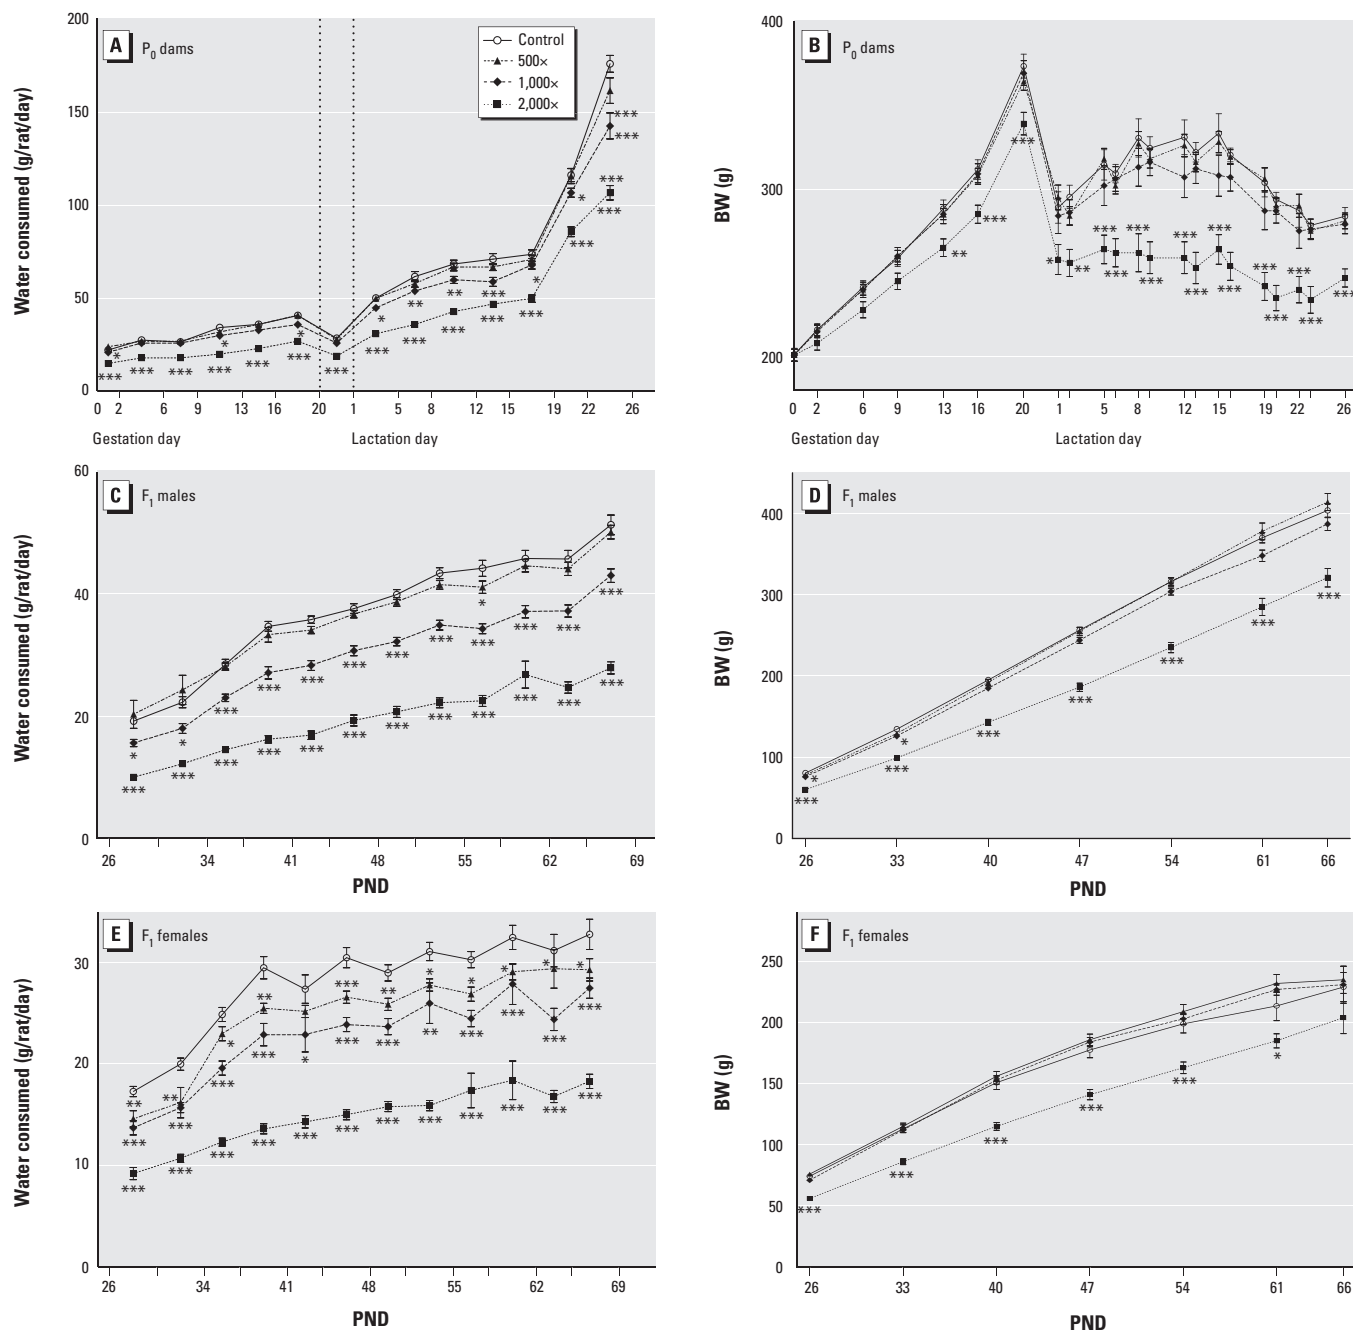 A P0 dams
Control
500×
1,000×
2,000×
Water consumed (g/rat/day)
200
150
100
50
0
0 2 6 9 13 16 20 1 5 8 12 15 19 22 26
Gestation day Lactation day
B P0 dams
BW (g)
400
300
200
0 2 6 9 13 16 20 1 5 8 12 15 19 22 26
Gestation day Lactation day
C F1 males
Water consumed (g/rat/day)
60
40
20
0
26 34 41 48 55 62 69
PND
D F1 males
BW (g)
400
300
200
100
0
26 33 40 47 54 61 66
PND
E F1 females
Water consumed (g/rat/day)
30
20
10
0
26 34 41 48 55 62 69
PND
F F1 females
BW (g)
250
200
150
100
50
0
26 33 40 47 54 61 66
PND